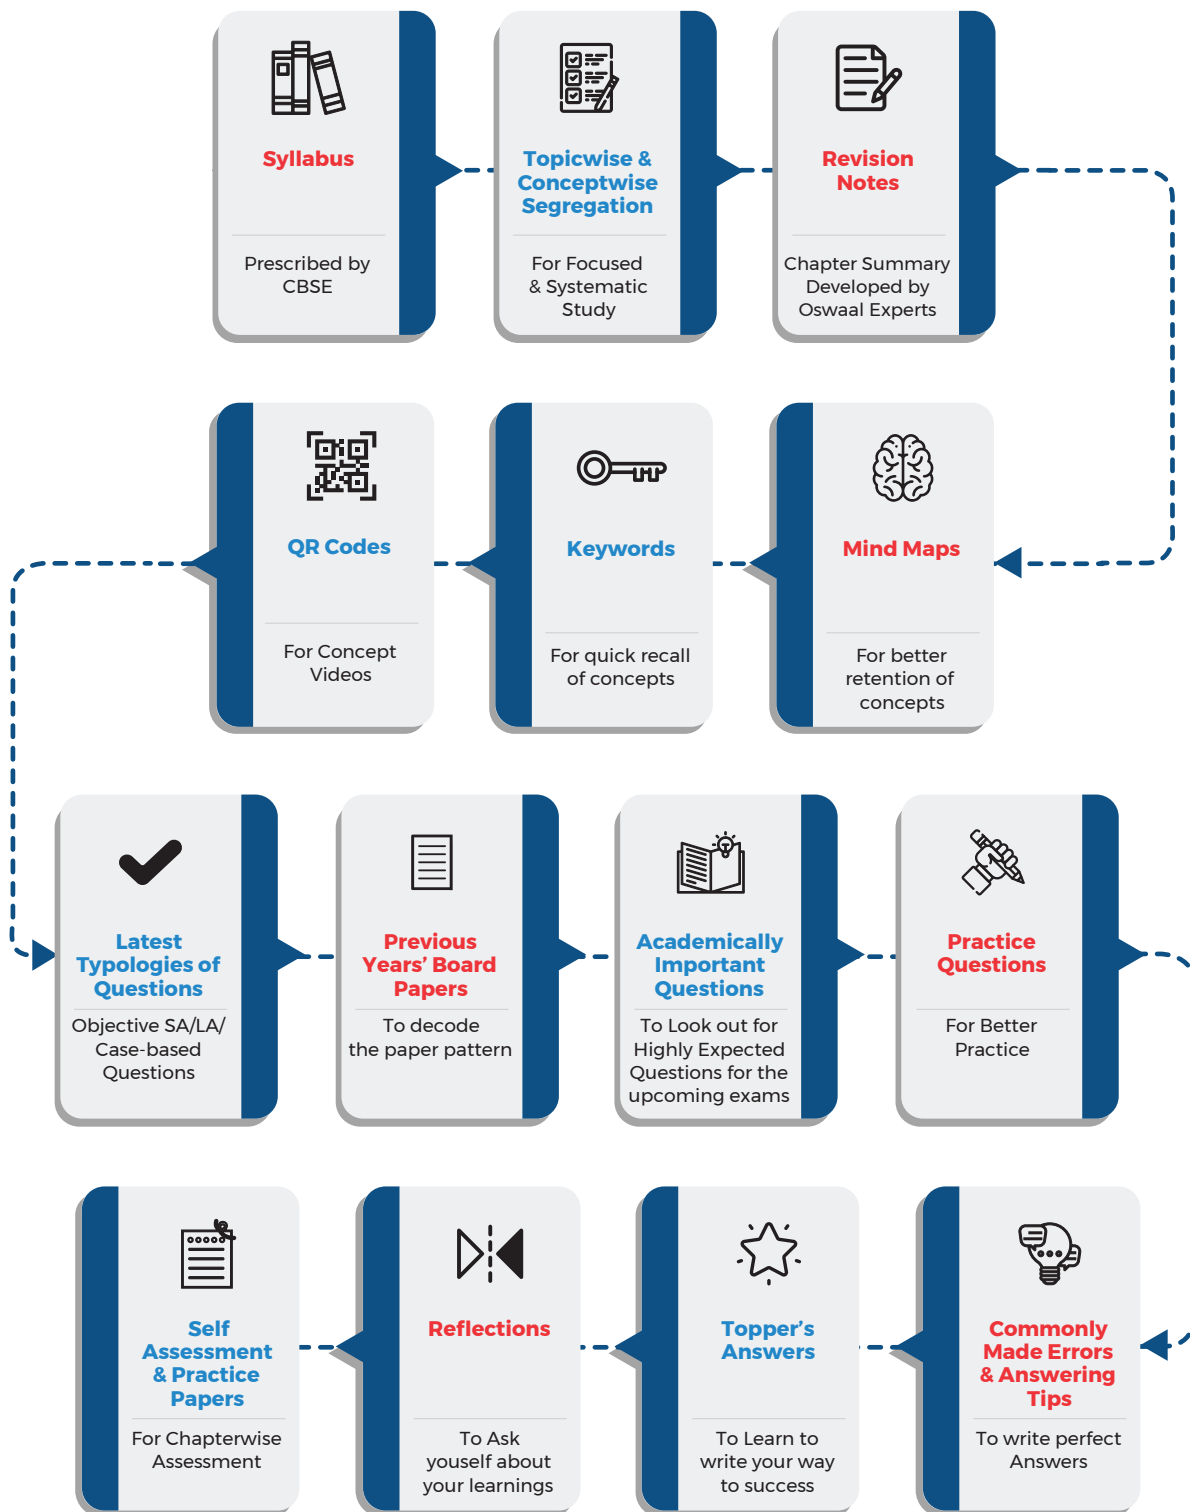 Syllabus
Prescribed by
CBSE
Topicwise &
Conceptwise
Segregation
For Focused
& Systematic
Study
Revision
Notes
Chapter Summary
Developed by
Oswaal Experts
Mind Maps
For better
retention of
concepts
Keywords
For quick recall
of concepts
QR Codes
For Concept
Videos
Latest
Typologies of
Questions
Objective SA/LA/
Case-based
Questions
Previous
Years' Board
Papers
To decode
the paper pattern
Academically
Important
Questions
To Look out for
Highly Expected
Questions for the
upcoming exams
Practice
Questions
For Better
Practice
Commonly
Made Errors
& Answering
Tips
To write perfect
Answers
Topper's
Answers
To Learn to
write your way
to success
Reflections
To Ask
youself about
your learnings
Self
Assessment
& Practice
Papers
For Chapterwise
Assessment